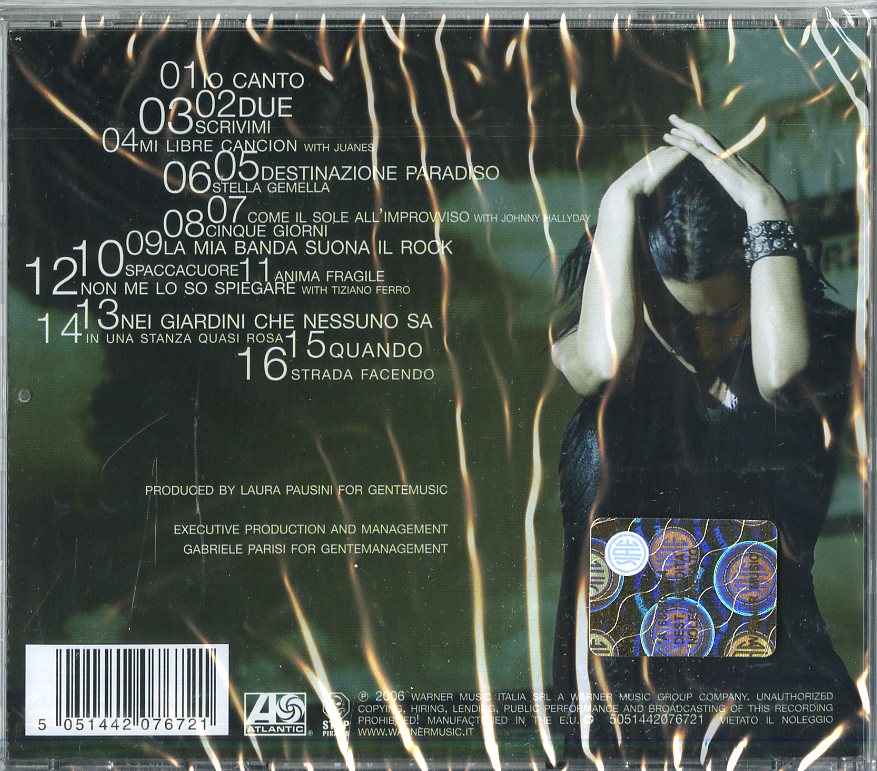 01 IO CANTO
02 DUE
03 SCRIVIMI
04 MI LIBRE CANCION WITH JUANES
05 DESTINAZIONE PARADISO
06 STELLA GEMELLA
07 COME IL SOLE ALL'IMPROVVISO WITH JOHNNY HALLYDAY
08 CINQUE GIORNI
09 LA MIA BANDA SUONA IL ROCK
10 SPACCACUORE 11 ANIMA FRAGILE
12 NON ME LO SO SPIEGARE WITH TIZIANO FERRO
13 NEI GIARDINI CHE NESSUNO SA
14 IN UNA STANZA QUASI ROSA 15 QUANDO
16 STRADA FACENDO
PRODUCED BY LAURA PAUSINI FOR GENTEMUSIC
EXECUTIVE PRODUCTION AND MANAGEMENT
GABRIELE PARISI FOR GENTEMANAGEMENT
5 051442 076721
ATLANTIC
STOP
℗ 2006 WARNER MUSIC ITALIA SRL A WARNER MUSIC GROUP COMPANY. UNAUTHORIZED
COPYING, HIRING, LENDING, PUBLIC PERFORMANCE AND BROADCASTING OF THIS RECORDING
PROHIBITED! MANUFACTURED IN THE E.U. 5051442076721 VIETATO IL NOLEGGIO
WWW.WARNERMUSIC.IT